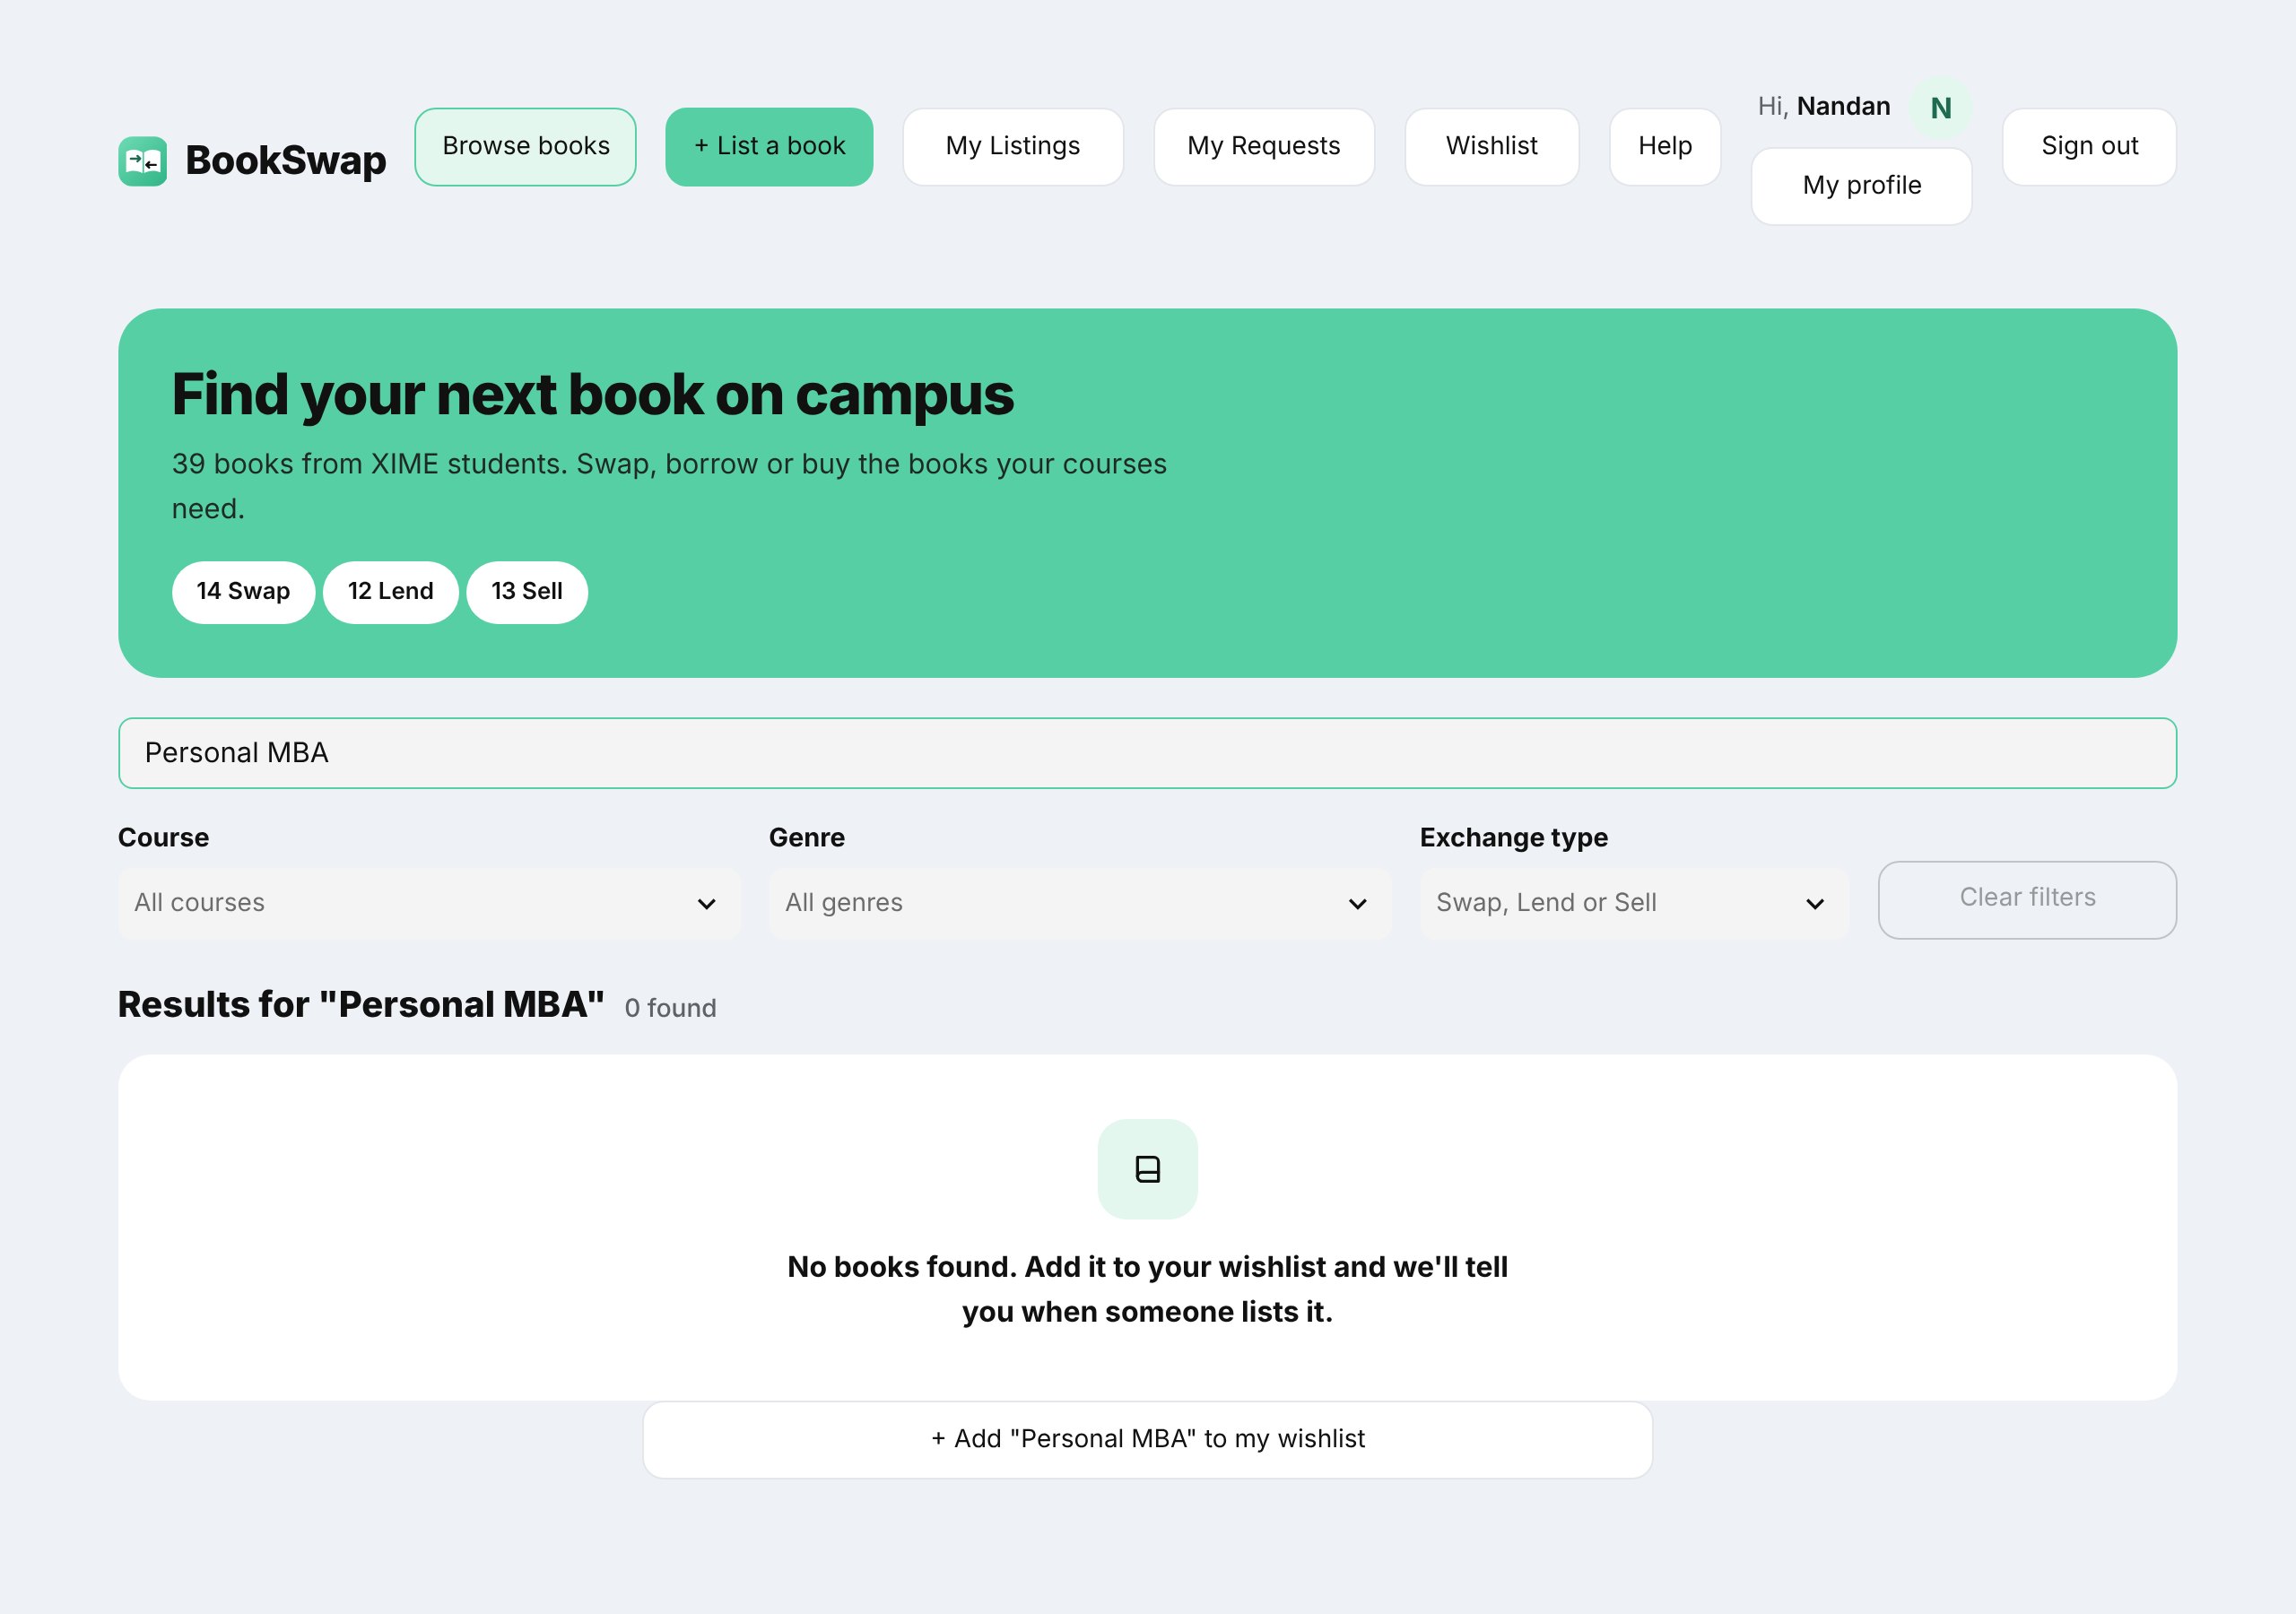 BookSwap
Browse books
+ List a book
My Listings
My Requests
Wishlist
Help
Hi, Nandan
N
My profile
Sign out
Find your next book on campus
39 books from XIME students. Swap, borrow or buy the books your courses
need.
14 Swap
12 Lend
13 Sell
Personal MBA
Course
Genre
Exchange type
All courses
All genres
Swap, Lend or Sell
Clear filters
Results for "Personal MBA" 0 found
No books found. Add it to your wishlist and we'll tell
you when someone lists it.
+ Add "Personal MBA" to my wishlist